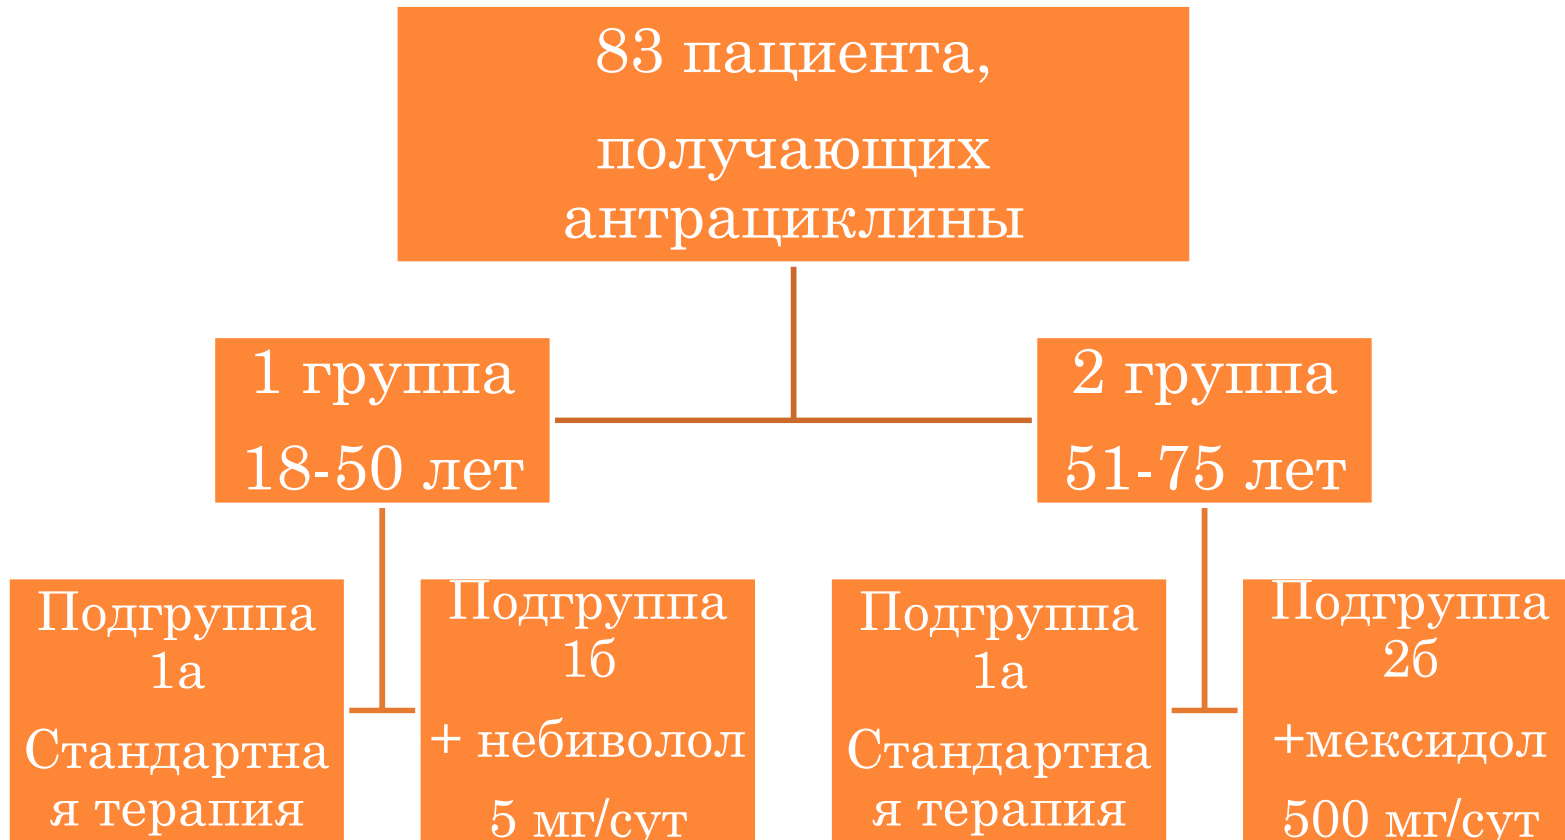 83 пациента,
получающих
антрациклины
1 группа
18-50 лет
2 группа
51-75 лет
Подгруппа
1а
Стандартна
я терапия
Подгруппа
1б
+ небиволол
5 мг/сут
Подгруппа
1а
Стандартна
я терапия
Подгруппа
2б
+мексидол
500 мг/сут